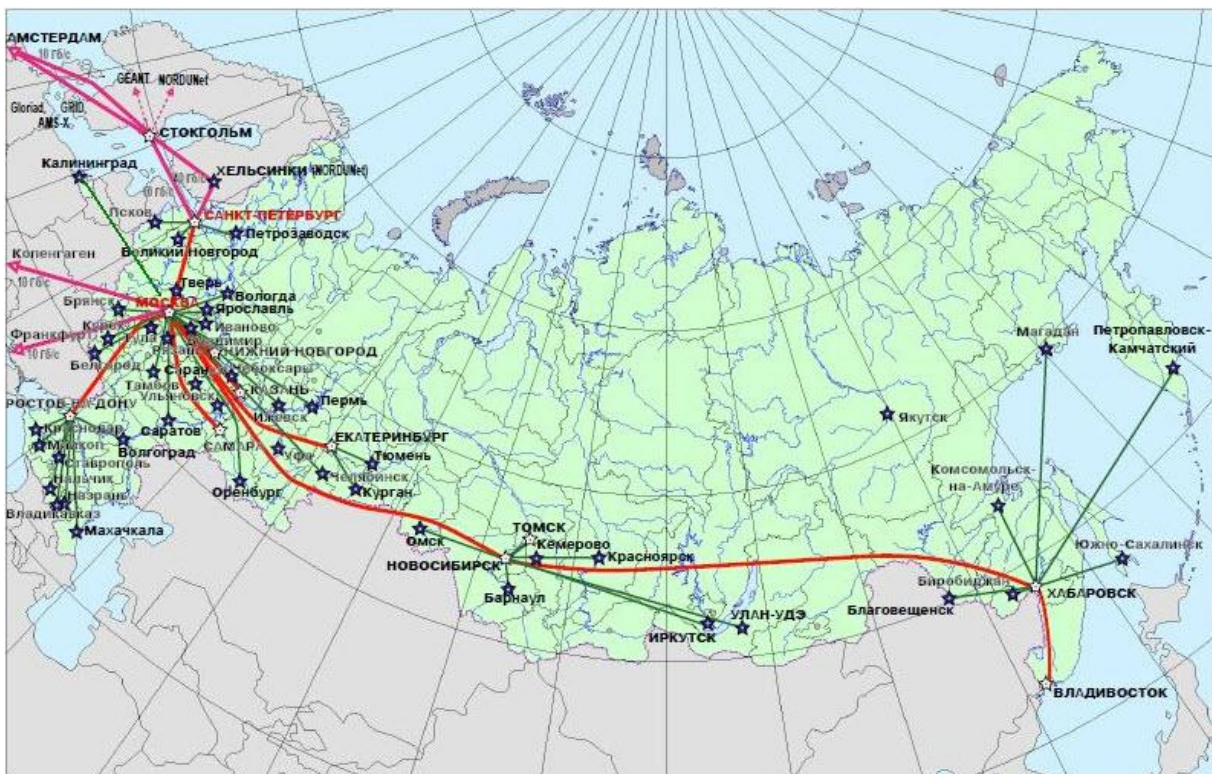 АМСТЕРДАМ
10 Гб/с
GEANT NORDUNet
Gloriad, GRID,
AMS-X,
СТОКГОЛЬМ
Калининград
ХЕЛЬСИНКИ (NORDUNet)
Псков
САНКТ-ПЕТЕРБУРГ
Петрозаводск
Великий Новгород
Копенгаген
10 Гб/с
Тверь
Вологда
Брянск
МОСКВА
Ярославль
Франкфурт
10 Гб/с
Курск
Тула
Иваново
Владимир
Рязань
НИЖНИЙ НОВГОРОД
Белгород
Саранск
Чебоксары
Тамбов
Ульяновск
КАЗАНЬ
Пермь
РОСТОВ-НА-ДОНУ
Ижевск
Краснодар
Саратов
САМАРА
ЕКАТЕРИНБУРГ
Майкоп
Волгоград
Уфа
Тюмень
Ставрополь
Челябинск
Нальчик
Оренбург
Курган
Назрань
Владикавказ
Махачкала
Омск
ТОМСК
Кемерово
Красноярск
НОВОСИБИРСК
Барнаул
ИРКУТСК
УЛАН-УДЭ
Якутск
Магадан
Петропавловск-
Камчатский
Комсомольск-
на-Амуре
Южно-Сахалинск
Биробиджан
Благовещенск
ХАБАРОВСК
ВЛАДИВОСТОК